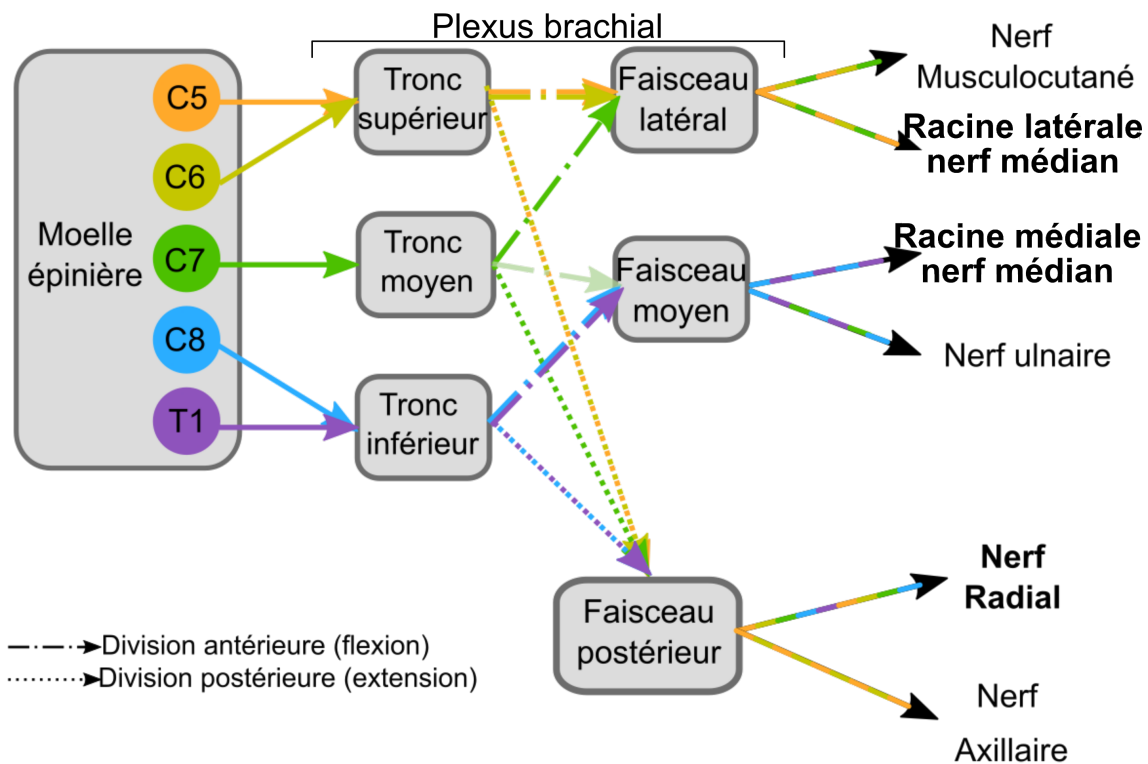 Plexus brachial
Moelle
épinière
C5
C6
C7
C8
T1
Tronc
supérieur
Tronc
moyen
Tronc
inférieur
Faisceau
latéral
Faisceau
moyen
Faisceau
postérieur
Nerf
Musculocutané
Racine latérale
nerf médian
Racine médiale
nerf médian
Nerf ulnaire
Nerf
Radial
Nerf
Axillaire
Division antérieure (flexion)
Division postérieure (extension)